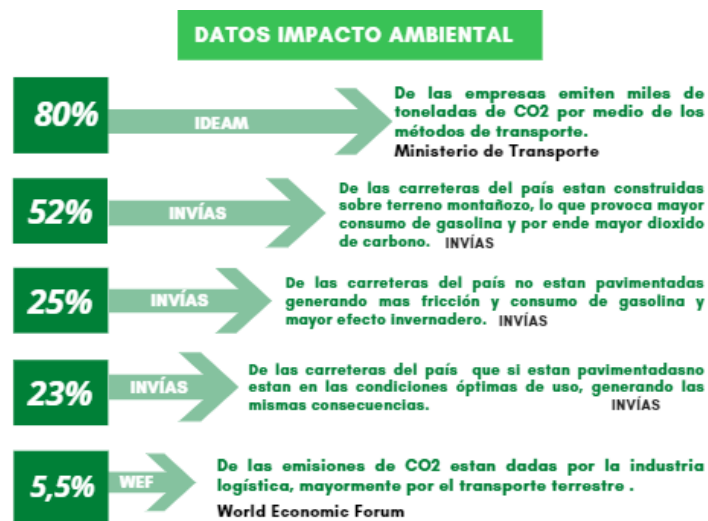 DATOS IMPACTO AMBIENTAL
80%
IDEAM
De las empresas emiten miles de
toneladas de CO2 por medio de los
métodos de transporte.
Ministerio de Transporte
52%
INVÍAS
De las carreteras del país estan construidas
sobre terreno montañozo, lo que provoca mayor
consumo de gasolina y por ende mayor dioxido
de carbono. INVÍAS
25%
INVÍAS
De las carreteras del país no estan pavimentadas
generando mas fricción y consumo de gasolina y
mayor efecto invernadero. INVÍAS
23%
INVÍAS
De las carreteras del país que si estan pavimentadasno
estan en las condiciones óptimas de uso, generando las
mismas consecuencias. INVÍAS
5,5%
WEF
De las emisiones de CO2 estan dadas por la industria
logística, mayormente por el transporte terrestre .
World Economic Forum